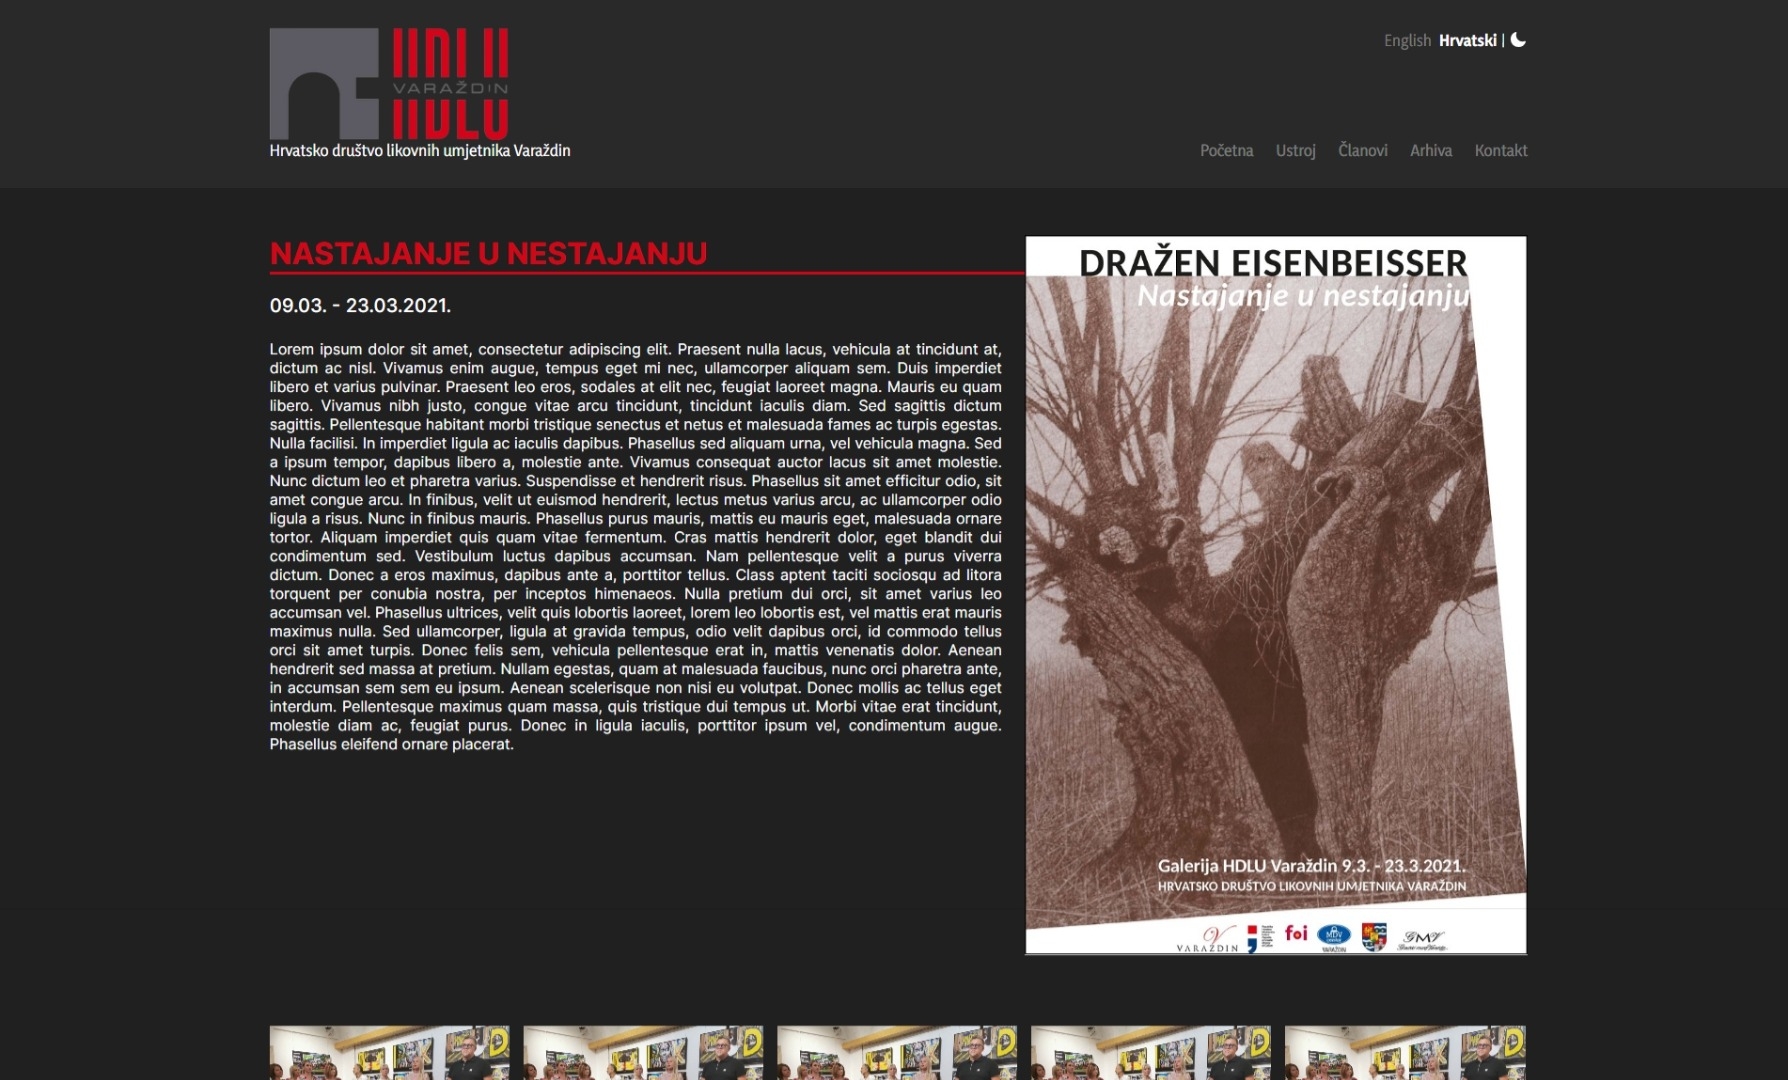 HDLU
VARAŽDIN
HDLU
Hrvatsko društvo likovnih umjetnika Varaždin
English Hrvatski |
Početna Ustroj Članovi Arhiva Kontakt
NASTAJANJE U NESTAJANJU
09.03. - 23.03.2021.
Lorem ipsum dolor sit amet, consectetur adipiscing elit. Praesent nulla lacus, vehicula at tincidunt at,
dictum ac nisl. Vivamus enim augue, tempus eget mi nec, ullamcorper aliquam sem. Duis imperdiet
libero et varius pulvinar. Praesent leo eros, sodales at elit nec, feugiat laoreet magna. Mauris eu quam
libero. Vivamus nibh justo, congue vitae arcu tincidunt, tincidunt iaculis diam. Sed sagittis dictum
sagittis. Pellentesque habitant morbi tristique senectus et netus et malesuada fames ac turpis egestas.
Nulla facilisi. In imperdiet ligula ac iaculis dapibus. Phasellus sed aliquam urna, vel vehicula magna. Sed
a ipsum tempor, dapibus libero a, molestie ante. Vivamus consequat auctor lacus sit amet molestie.
Nunc dictum leo et pharetra varius. Suspendisse et hendrerit risus. Phasellus sit amet efficitur odio, sit
amet congue arcu. In finibus, velit ut euismod hendrerit, lectus metus varius arcu, ac ullamcorper odio
ligula a risus. Nunc in finibus mauris. Phasellus purus mauris, mattis eu mauris eget, malesuada ornare
tortor. Aliquam imperdiet quis quam vitae fermentum. Cras mattis hendrerit dolor, eget blandit dui
condimentum sed. Vestibulum luctus dapibus accumsan. Nam pellentesque velit a purus viverra
dictum. Donec a eros maximus, dapibus ante a, porttitor tellus. Class aptent taciti sociosqu ad litora
torquent per conubia nostra, per inceptos himenaeos. Nulla pretium dui orci, sit amet varius leo
accumsan vel. Phasellus ultrices, velit quis lobortis laoreet, lorem leo lobortis est, vel mattis erat mauris
maximus nulla. Sed ullamcorper, ligula at gravida tempus, odio velit dapibus orci, id commodo tellus
orci sit amet turpis. Donec felis sem, vehicula pellentesque erat in, mattis venenatis dolor. Aenean
hendrerit sed massa at pretium. Nullam egestas, quam at malesuada faucibus, nunc orci pharetra ante,
in accumsan sem sem eu ipsum. Aenean scelerisque non nisi eu volutpat. Donec mollis ac tellus eget
interdum. Pellentesque maximus quam massa, quis tristique dui tempus ut. Morbi vitae erat tincidunt,
molestie diam ac, feugiat purus. Donec in ligula iaculis, porttitor ipsum vel, condimentum augue.
Phasellus eleifend ornare placerat.
DRAŽEN EISENBEISSER
Nastajanje u nestajanju
Galerija HDLU Varaždin 9.3. - 23.3.2021.
HRVATSKO DRUŠTVO LIKOVNIH UMJETNIKA VARAŽDIN
V VARAŽDIN foi MDV VARAŽDIN GMV